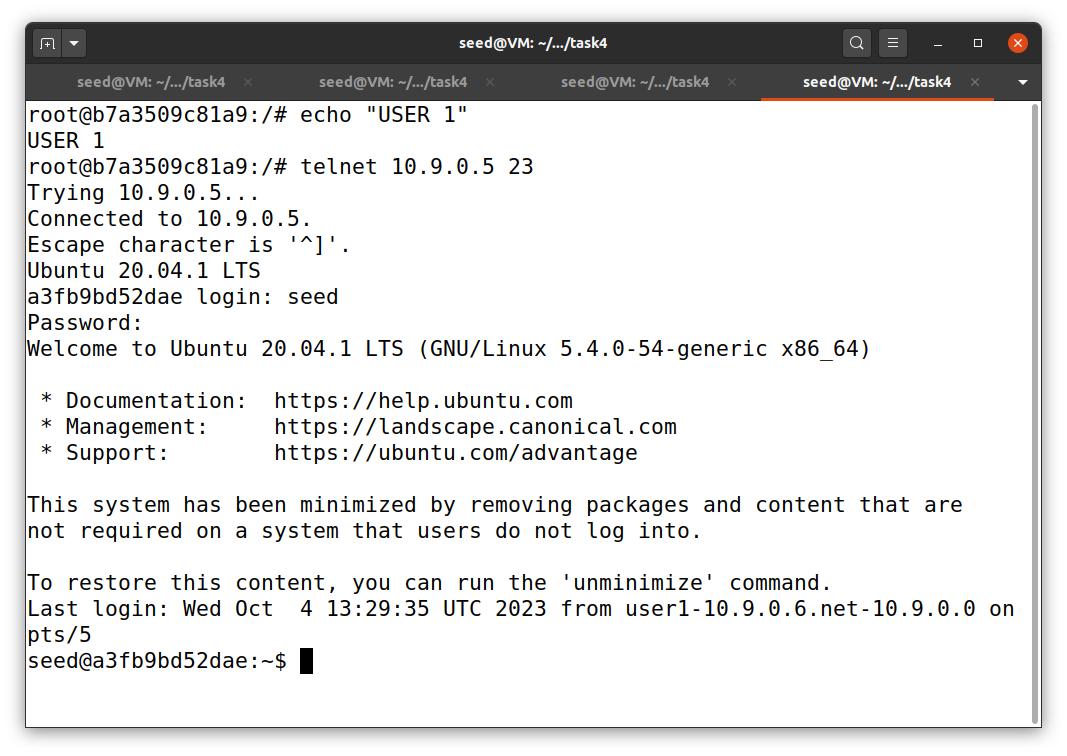 seed@VM: ~/.../task4
seed@VM: ~/.../task4 seed@VM: ~/.../task4 seed@VM: ~/.../task4 seed@VM: ~/.../task4
root@b7a3509c81a9:/# echo "USER 1"
USER 1
root@b7a3509c81a9:/# telnet 10.9.0.5 23
Trying 10.9.0.5...
Connected to 10.9.0.5.
Escape character is '^]'.
Ubuntu 20.04.1 LTS
a3fb9bd52dae login: seed
Password:
Welcome to Ubuntu 20.04.1 LTS (GNU/Linux 5.4.0-54-generic x86_64)

 * Documentation:  https://help.ubuntu.com
 * Management:     https://landscape.canonical.com
 * Support:        https://ubuntu.com/advantage

This system has been minimized by removing packages and content that are
not required on a system that users do not log into.

To restore this content, you can run the 'unminimize' command.
Last login: Wed Oct  4 13:29:35 UTC 2023 from user1-10.9.0.6.net-10.9.0.0 on
pts/5
seed@a3fb9bd52dae:~$